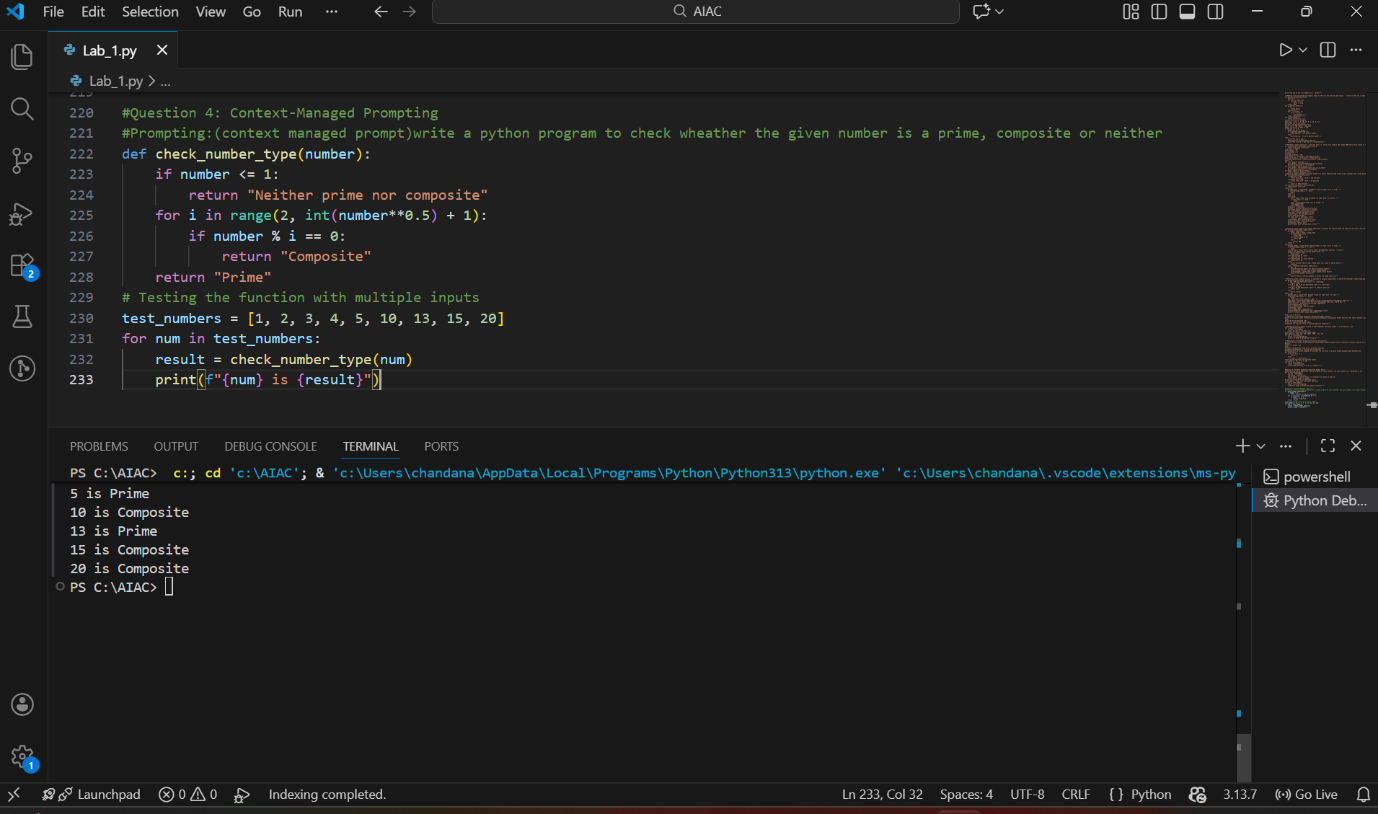 File Edit Selection View Go Run ··· AIAC
Lab_1.py
Lab_1.py > ...
219
220 #Question 4: Context-Managed Prompting
221 #Prompting:(context managed prompt)write a python program to check wheather the given number is a prime, composite or neither
222 def check_number_type(number):
223     if number <= 1:
224         return "Neither prime nor composite"
225     for i in range(2, int(number**0.5) + 1):
226         if number % i == 0:
227             return "Composite"
228     return "Prime"
229 # Testing the function with multiple inputs
230 test_numbers = [1, 2, 3, 4, 5, 10, 13, 15, 20]
231 for num in test_numbers:
232     result = check_number_type(num)
233     print(f"{num} is {result}")
PROBLEMS OUTPUT DEBUG CONSOLE TERMINAL PORTS
PS C:\AIAC>  c:; cd 'c:\AIAC'; & 'c:\Users\chandana\AppData\Local\Programs\Python\Python313\python.exe' 'c:\Users\chandana\.vscode\extensions\ms-py
5 is Prime
10 is Composite
13 is Prime
15 is Composite
20 is Composite
PS C:\AIAC>
powershell
Python Deb...
2
1
Launchpad 0 0 Indexing completed. Ln 233, Col 32 Spaces: 4 UTF-8 CRLF { } Python 3.13.7 Go Live